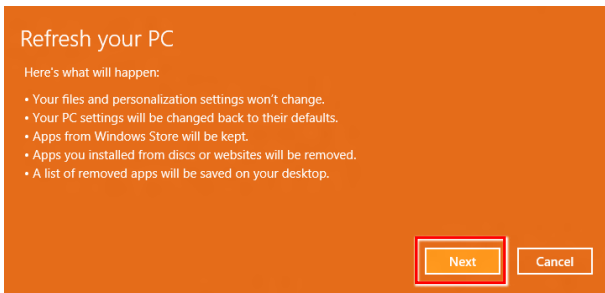 Refresh your PC
Here's what will happen:
• Your files and personalization settings won't change.
• Your PC settings will be changed back to their defaults.
• Apps from Windows Store will be kept.
• Apps you installed from discs or websites will be removed.
• A list of removed apps will be saved on your desktop.
Next Cancel